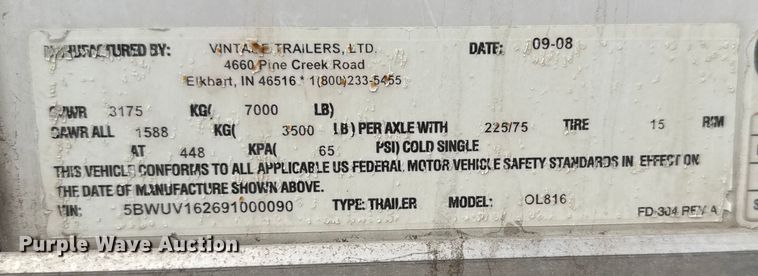 MANUFACTURED BY: VINTAGE TRAILERS, LTD. DATE: 09-08
4660 Pine Creek Road
Elkhart, IN 46516 * 1(800)233-5455
GVWR 3175 KG( 7000 LB)
GAWR ALL 1588 KG( 3500 LB) PER AXLE WITH 225/75 TIRE 15 RIM
AT 448 KPA( 65 PSI) COLD SINGLE
THIS VEHICLE CONFORMS TO ALL APPLICABLE US FEDERAL MOTOR VEHICLE SAFETY STANDARDS IN EFFECT ON
THE DATE OF MANUFACTURE SHOWN ABOVE.
VIN: 5BWUV162691000090 TYPE: TRAILER MODEL: OL816
FD-304 REV A
Purple Wave Auction